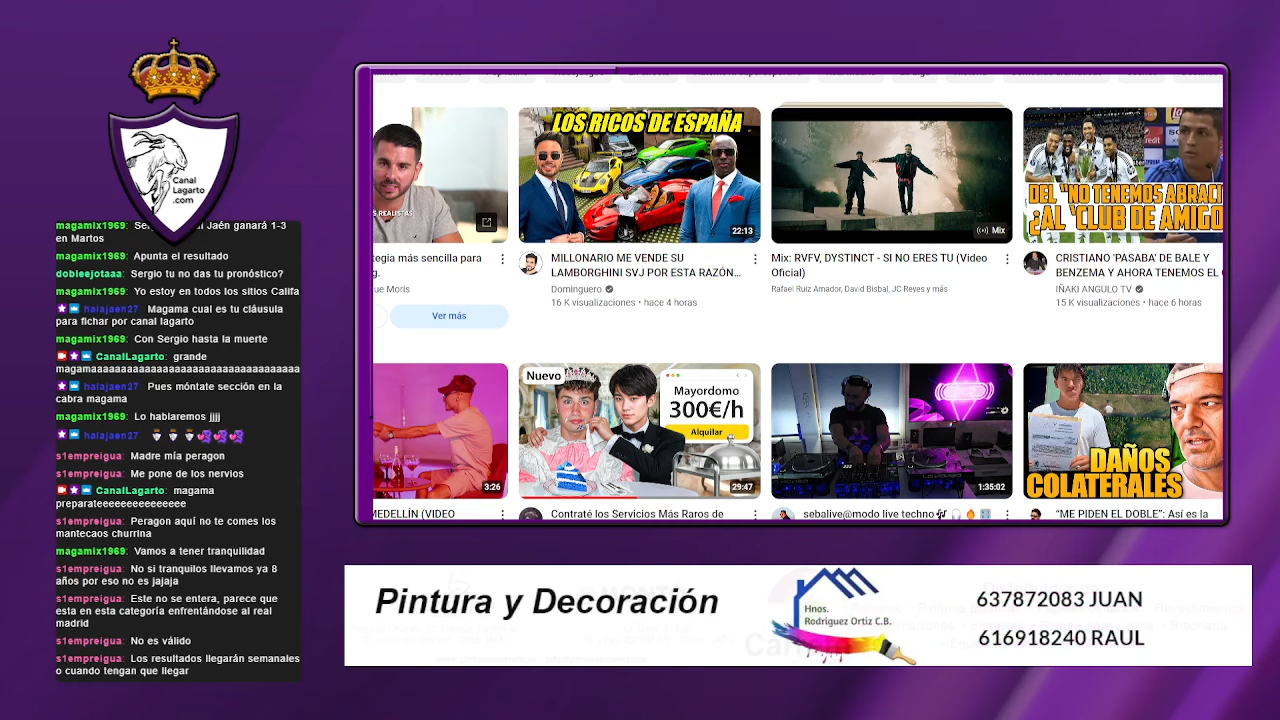 Canal
Lagarto
.com
magamix1969: Jaén ganará 1-3
en Martos
magamix1969: Apunta el resultado
dobleejotaaa: Sergio tu no das tu pronóstico?
magamix1969: Yo estoy en todos los sitios Califa
halajaen27 Magama cual es tu cláusula
para fichar por canal lagarto
magamix1969: Con Sergio hasta la muerte
CanalLagarto: grande
magamaaaaaaaaaaaaaaaaaaaaaaaaaaaaaaaaaa
halajaen27 Pues móntate sección en la
cabra magama
magamix1969: Lo hablaremos jjjj
halajaen27
s1empreigua: Madre mía peragon
s1empreigua: Me pone de los nervios
CanalLagarto: magama
preparateeeeeeeeeeeeeee
s1empreigua: Peragon aquí no te comes los
mantecaos churrina
magamix1969: Vamos a tener tranquilidad
s1empreigua: No si tranquilos llevamos ya 8
años por eso no es jajaja
s1empreigua: Este no se entera, parece que
esta en esta categoría enfrentándose al real
madrid
s1empreigua: No es válido
s1empreigua: Los resultados llegarán semanales
o cuando tengan que llegar
S REALISTAS
tegia más sencilla para
g.
ue Moris
Ver más
LOS RICOS DE ESPAÑA
22:13
MILLONARIO ME VENDE SU
LAMBORGHINI SVJ POR ESTA RAZÓN...
Dominguero
16 K visualizaciones • hace 4 horas
Mix
Mix: RVFV, DYSTINCT - SI NO ERES TU (Video
Oficial)
Rafael Ruiz Amador, David Bisbal, JC Reyes y más
DEL "NO TENEMOS ABRACI
¿AL 'CLUB DE AMIGO
CRISTIANO 'PASABA' DE BALE Y
BENZEMA Y AHORA TENEMOS EL
IÑAKI ANGULO TV
15 K visualizaciones • hace 6 horas
3:26
MEDELLÍN (VIDEO
Nuevo
Mayordomo
300€/h
Alquilar
29:47
Contraté los Servicios Más Raros de
1:35:02
sebalive@modo live techno
DAÑOS
COLATERALES
“ME PIDEN EL DOBLE”: Así es la
Pintura y Decoración
Hnos.
Rodriguez Ortiz C.B.
637872083 JUAN
616918240 RAUL